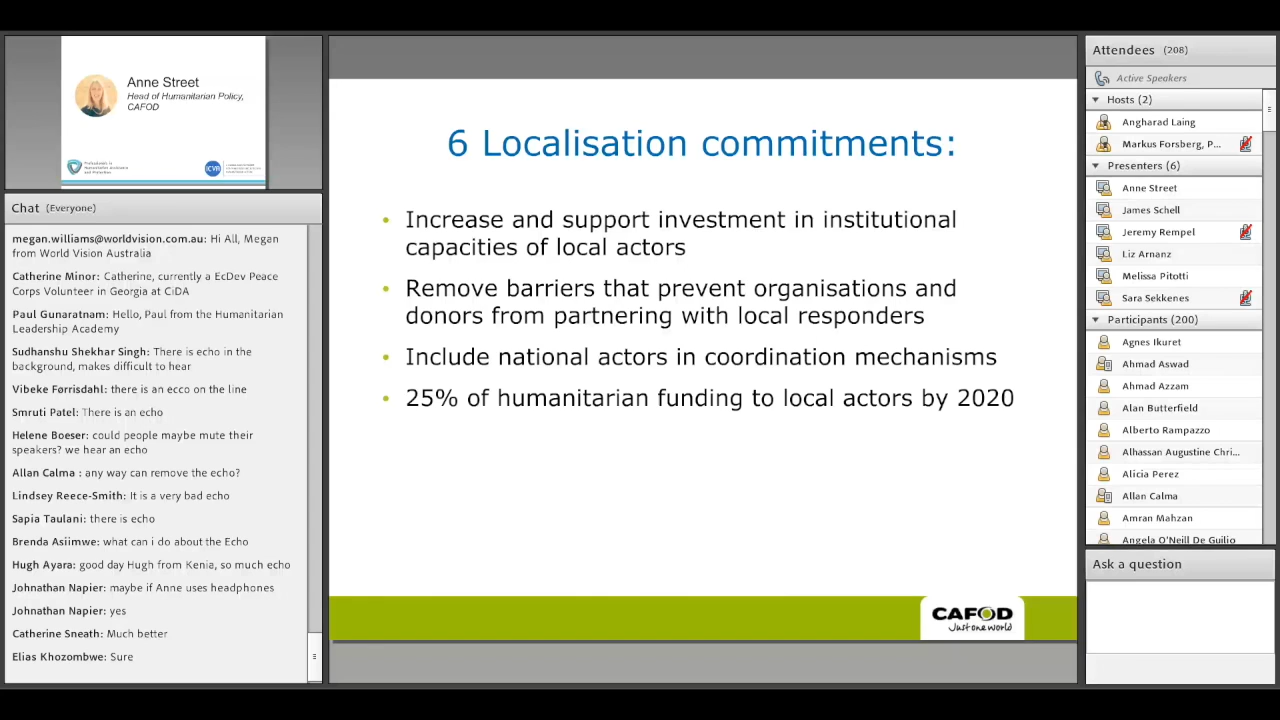 Anne Street
Head of Humanitarian Policy,
CAFOD
Professionals in
Humanitarian Assistance
and Protection
ICVA
Chat (Everyone)
megan.williams@worldvision.com.au: Hi All, Megan
from World Vision Australia
Catherine Minor: Catherine, currently a EcDev Peace
Corps Volunteer in Georgia at CiDA
Paul Gunaratnam: Hello, Paul from the Humanitarian
Leadership Academy
Sudhanshu Shekhar Singh: There is echo in the
background, makes difficult to hear
Vibeke Førrisdahl: there is an ecco on the line
Smruti Patel: There is an echo
Helene Boeser: could people maybe mute their
speakers? we hear an echo
Allan Calma : any way can remove the echo?
Lindsey Reece-Smith: It is a very bad echo
Sapia Taulani: there is echo
Brenda Asiimwe: what can i do about the Echo
Hugh Ayara: good day Hugh from Kenia, so much echo
Johnathan Napier: maybe if Anne uses headphones
Johnathan Napier: yes
Catherine Sneath: Much better
Elias Khozombwe: Sure
6 Localisation commitments:
• Increase and support investment in institutional
capacities of local actors
• Remove barriers that prevent organisations and
donors from partnering with local responders
• Include national actors in coordination mechanisms
• 25% of humanitarian funding to local actors by 2020
CAFOD
Just one world
Attendees (208)
Active Speakers
Hosts (2)
Angharad Laing
Markus Forsberg, P...
Presenters (6)
Anne Street
James Schell
Jeremy Rempel
Liz Arnanz
Melissa Pitotti
Sara Sekkenes
Participants (200)
Agnes Ikuret
Ahmad Aswad
Ahmad Azzam
Alan Butterfield
Alberto Rampazzo
Alhassan Augustine Chri...
Alicia Perez
Allan Calma
Amran Mahzan
Angela O'Neill De Guilio
Ask a question